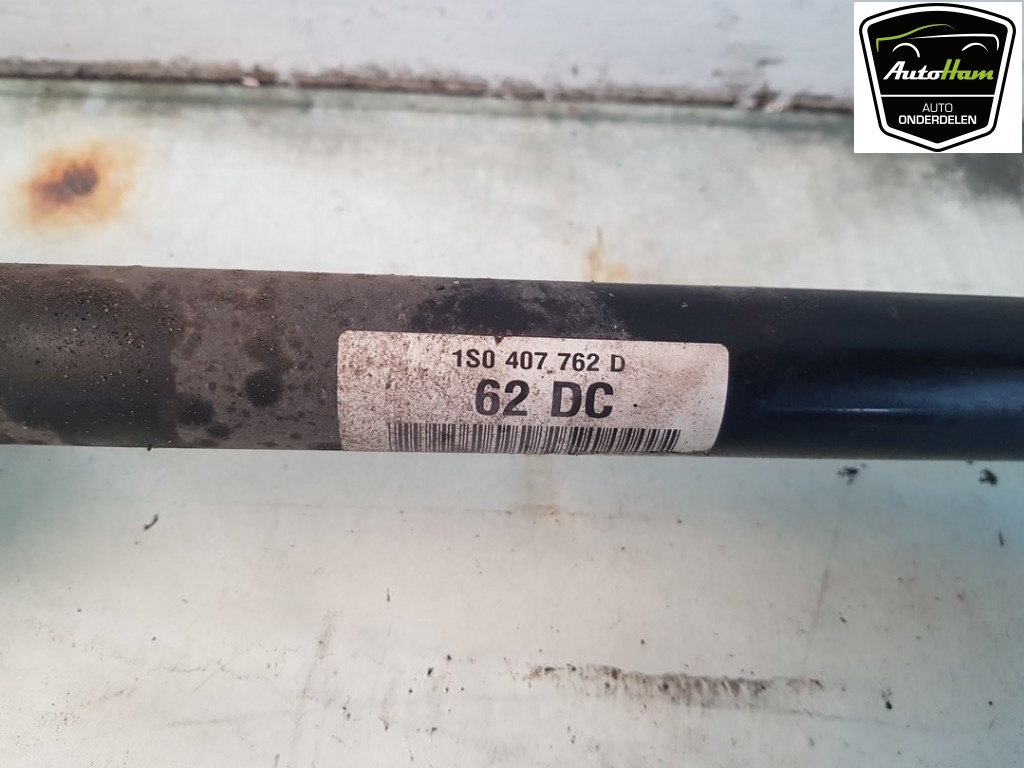 AutoHam
AUTO
ONDERDELEN
1S0 407 762 D
62 DC